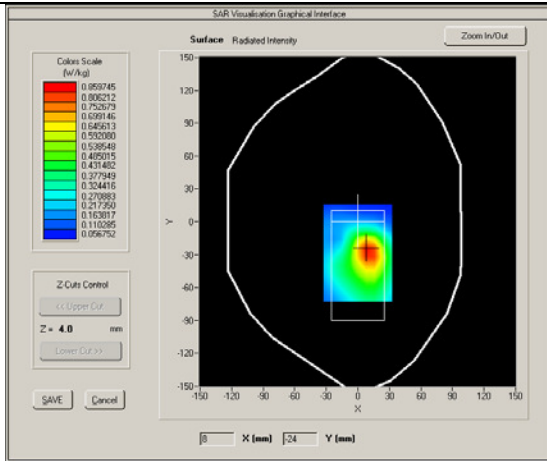 SAR Visualisation Graphical Interface
Surface Radiated Intensity
Zoom In/Out
Colors Scale
(W/kg)
0.859745
0.806212
0.752679
0.699146
0.645613
0.592080
0.538548
0.485015
0.431482
0.377949
0.324416
0.270883
0.217350
0.163817
0.110285
0.056752
Z-Cuts Control
<< Upper Cut
Z = 4.0 mm
Lower Cut >>
SAVE Cancel
150
120
90
60
30
0
-30
-60
-90
-120
-150
Y
-150 -120 -90 -60 -30 0 30 60 90 120 150
X
8 X (mm) -24 Y (mm)